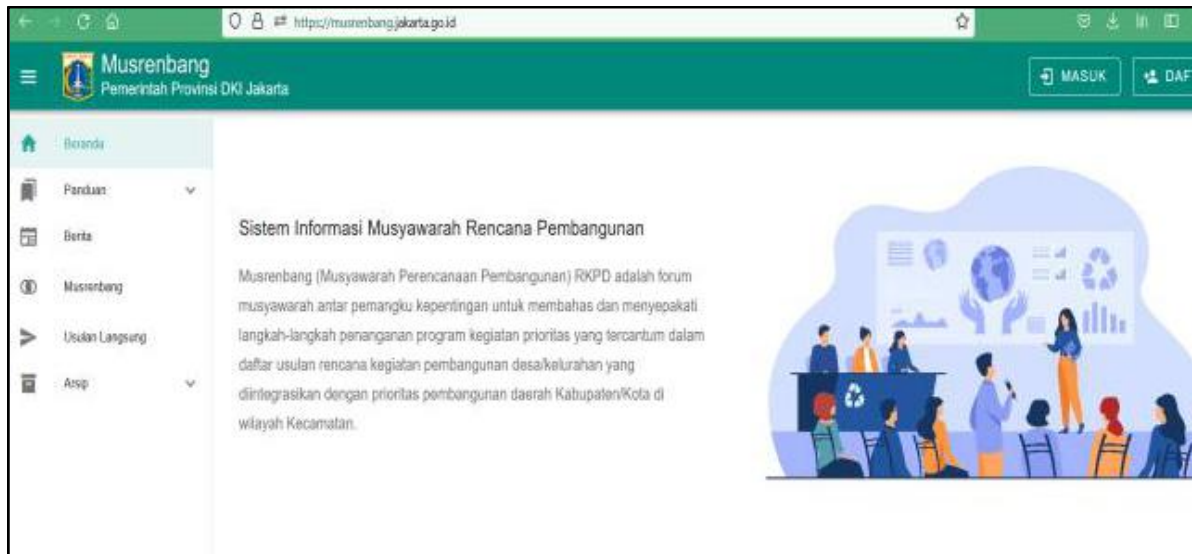 https://musrenbang.jakarta.go.id
Musrenbang
Pemerintah Provinsi DKI Jakarta
MASUK
DAF
Beranda
Panduan
Berita
Musrenbang
Usulan Langsung
Arsip
Sistem Informasi Musyawarah Rencana Pembangunan
Musrenbang (Musyawarah Perencanaan Pembangunan) RKPD adalah forum
musyawarah antar pemangku kepentingan untuk membahas dan menyepakati
langkah-langkah penanganan program kegiatan prioritas yang tercantum dalam
daftar usulan rencana kegiatan pembangunan desa/kelurahan yang
diintegrasikan dengan prioritas pembangunan daerah Kabupaten/Kota di
wilayah Kecamatan.